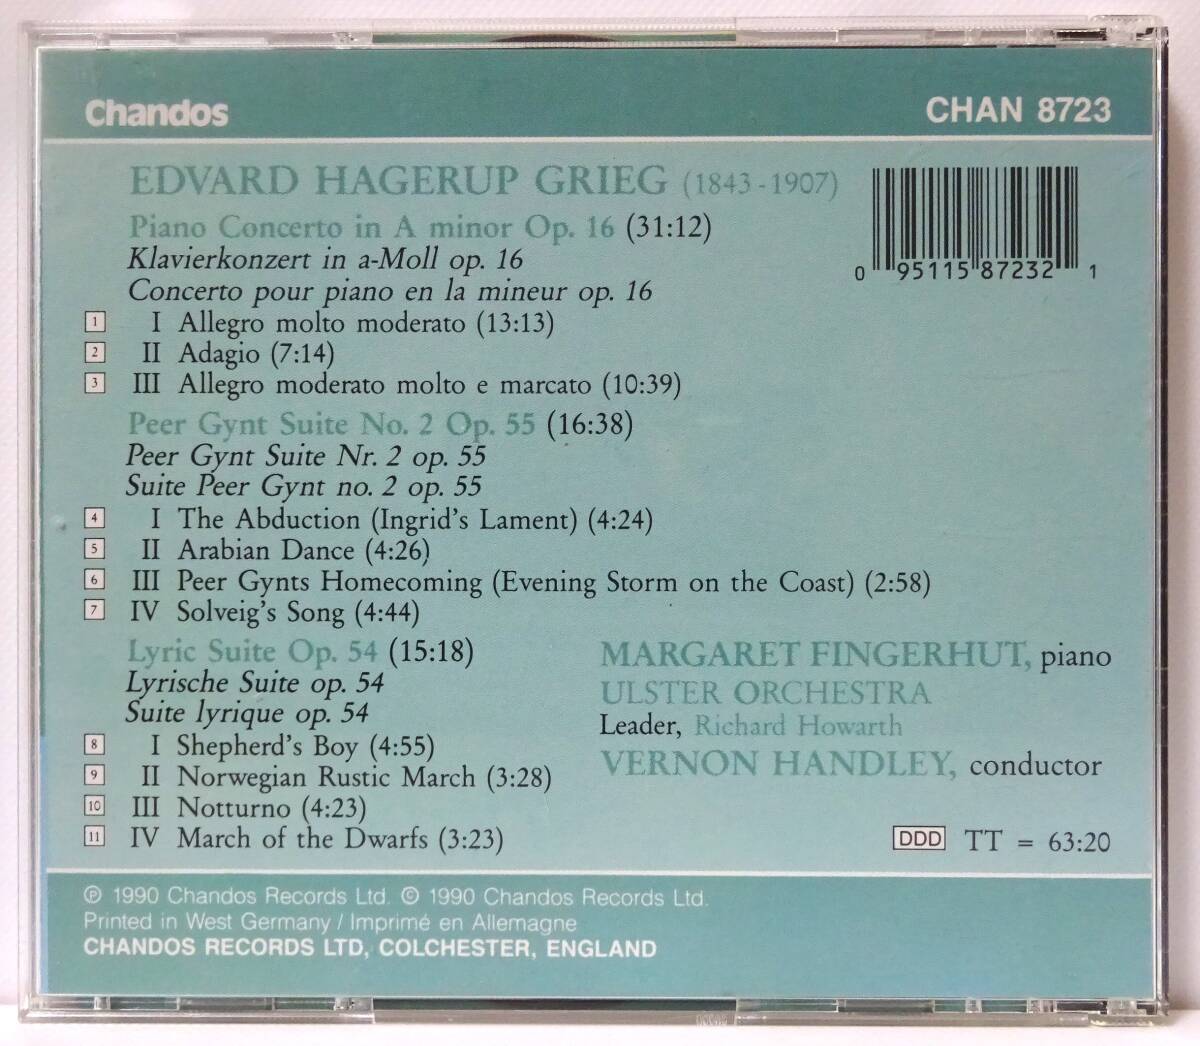 Chandos
CHAN 8723
EDVARD HAGERUP GRIEG (1843-1907)
Piano Concerto in A minor Op. 16 (31:12)
Klavierkonzert in a-Moll op. 16
Concerto pour piano en la mineur op. 16
1 I Allegro molto moderato (13:13)
2 II Adagio (7:14)
3 III Allegro moderato molto e marcato (10:39)
0 95115 87232 1
Peer Gynt Suite No. 2 Op. 55 (16:38)
Peer Gynt Suite Nr. 2 op. 55
Suite Peer Gynt no. 2 op. 55
4 I The Abduction (Ingrid's Lament) (4:24)
5 II Arabian Dance (4:26)
6 III Peer Gynts Homecoming (Evening Storm on the Coast) (2:58)
7 IV Solveig's Song (4:44)
Lyric Suite Op. 54 (15:18)
Lyrische Suite op. 54
Suite lyrique op. 54
8 I Shepherd's Boy (4:55)
9 II Norwegian Rustic March (3:28)
10 III Notturno (4:23)
11 IV March of the Dwarfs (3:23)
MARGARET FINGERHUT, piano
ULSTER ORCHESTRA
Leader, Richard Howarth
VERNON HANDLEY, conductor
DDD TT = 63:20
℗ 1990 Chandos Records Ltd. © 1990 Chandos Records Ltd.
Printed in West Germany / Imprimé en Allemagne
CHANDOS RECORDS LTD, COLCHESTER, ENGLAND